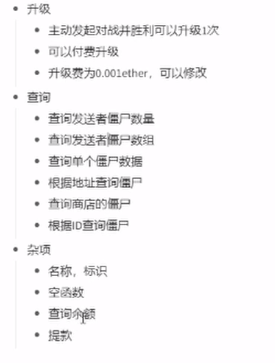 升级
主动发起对战并胜利可以升级1次
可以付费升级
升级费为0.001ether，可以修改
查询
查询发送者僵尸数量
查询发送者僵尸数组
查询单个僵尸数据
根据地址查询僵尸
查询商店的僵尸
根据ID查询僵尸
杂项
名称，标识
空函数
查询余额
提款